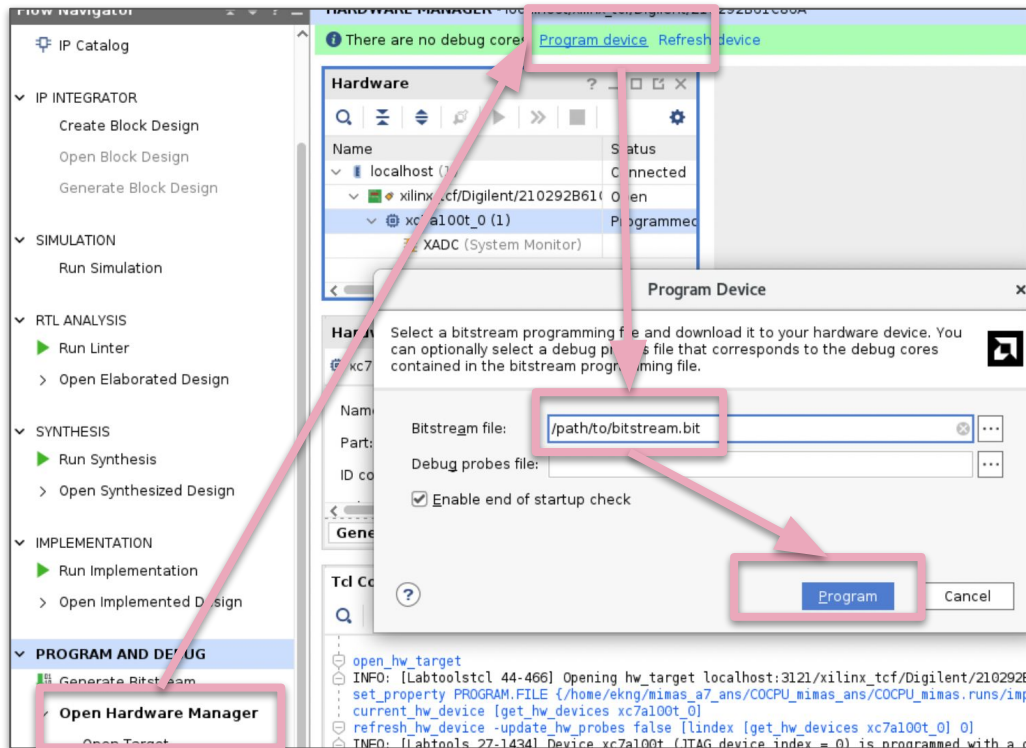 Flow Navigator
HARDWARE MANAGER
IP Catalog
There are no debug cores Program device Refresh device
IP INTEGRATOR
Create Block Design
Open Block Design
Generate Block Design
SIMULATION
Run Simulation
RTL ANALYSIS
Run Linter
Open Elaborated Design
SYNTHESIS
Run Synthesis
Open Synthesized Design
IMPLEMENTATION
Run Implementation
Open Implemented Design
PROGRAM AND DEBUG
Generate Bitstream
Open Hardware Manager
Open Target
Hardware ?
Name Status
localhost Connected
xilinx_tcf/Digilent/210292B61 Open
xc7a100t_0 (1) Programmed
XADC (System Monitor)
Hardw
xc7
Name
Part:
ID co
Gene
Program Device
Select a bitstream programming file and download it to your hardware device. You
can optionally select a debug probes file that corresponds to the debug cores
contained in the bitstream programming file.
Bitstream file: /path/to/bitstream.bit ...
Debug probes file: ...
Enable end of startup check
? Program Cancel
Tcl Co
open_hw_target
INFO: [Labtoolstcl 44-466] Opening hw_target localhost:3121/xilinx_tcf/Digilent/210292B
set_property PROGRAM.FILE {/home/ekng/mimas_a7_ans/COCPU_mimas_ans/COCPU_mimas.runs/imp
current_hw_device [get_hw_devices xc7a100t_0]
refresh_hw_device -update_hw_probes false [lindex [get_hw_devices xc7a100t_0] 0]
INFO: [Labtools 27-1434] Device xc7a100t (JTAG device index = 0) is programmed with a